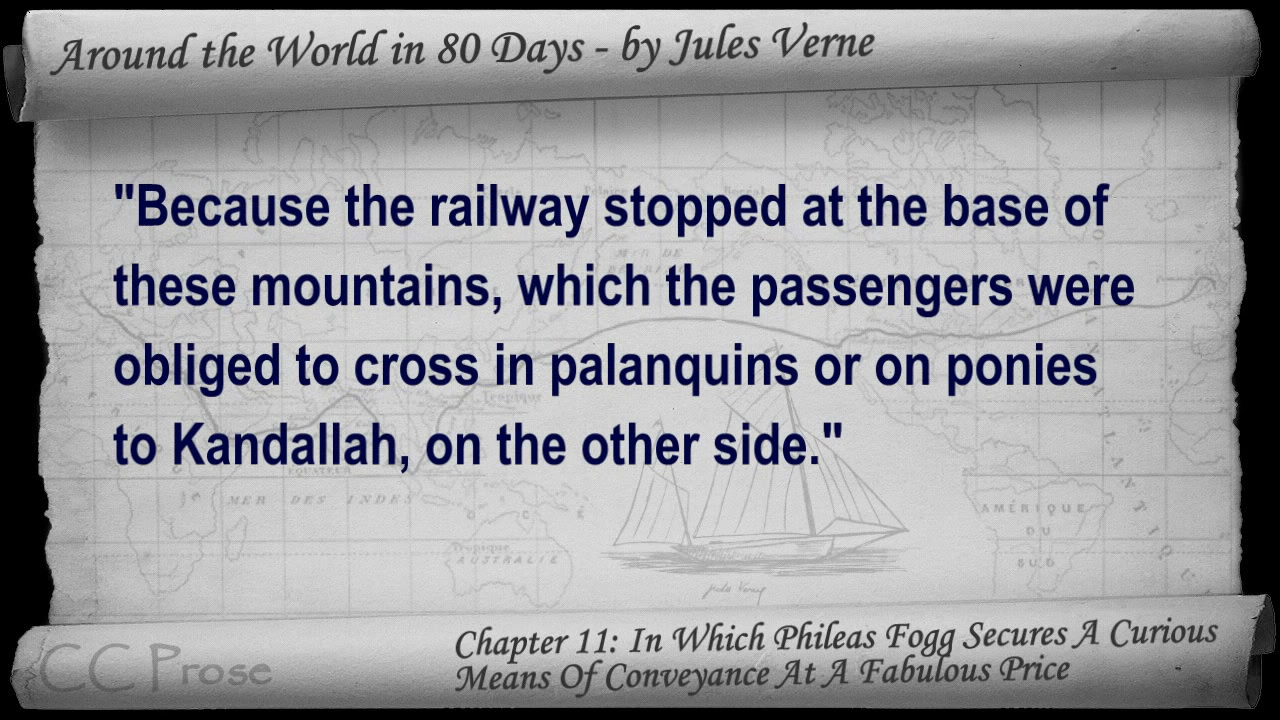 Around the World in 80 Days - by Jules Verne
"Because the railway stopped at the base of
these mountains, which the passengers were
obliged to cross in palanquins or on ponies
to Kandallah, on the other side."
MER DES INDES
AUSTRALIE
AMÉRIQUE
DU
SUD
Jules Verne
CC Prose
Chapter 11: In Which Phileas Fogg Secures A Curious
Means Of Conveyance At A Fabulous Price